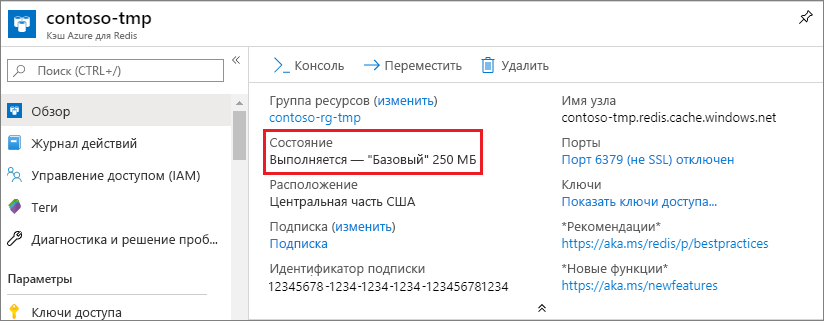 contoso-tmp
Кэш Azure для Redis
Поиск (CTRL+/)
Обзор
Журнал действий
Управление доступом (IAM)
Теги
Диагностика и решение проб...
Параметры
Ключи доступа
Консоль
Переместить
Удалить
Группа ресурсов (изменить)
contoso-rg-tmp
Состояние
Выполняется — "Базовый" 250 МБ
Расположение
Центральная часть США
Подписка (изменить)
Подписка
Идентификатор подписки
12345678-1234-1234-1234-123456781234
Имя узла
contoso-tmp.redis.cache.windows.net
Порты
Порт 6379 (не SSL) отключен
Ключи
Показать ключи доступа...
*Рекомендации*
https://aka.ms/redis/p/bestpractices
*Новые функции*
https://aka.ms/newfeatures